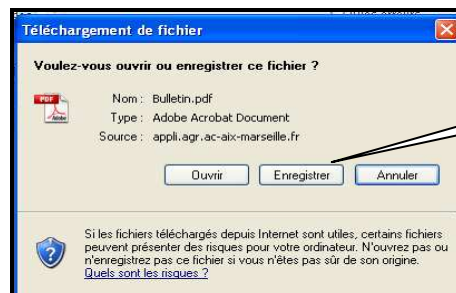 Téléchargement de fichier
Voulez-vous ouvrir ou enregistrer ce fichier ?
PDF
Adobe
Nom : Bulletin.pdf
Type : Adobe Acrobat Document
Source : appli.agr.ac-aix-marseille.fr
Ouvrir Enregistrer Annuler
Si les fichiers téléchargés depuis Internet sont utiles, certains fichiers
peuvent présenter des risques pour votre ordinateur. N'ouvrez pas ou
n'enregistrez pas ce fichier si vous n'êtes pas sûr de son origine.
Quels sont les risques ?